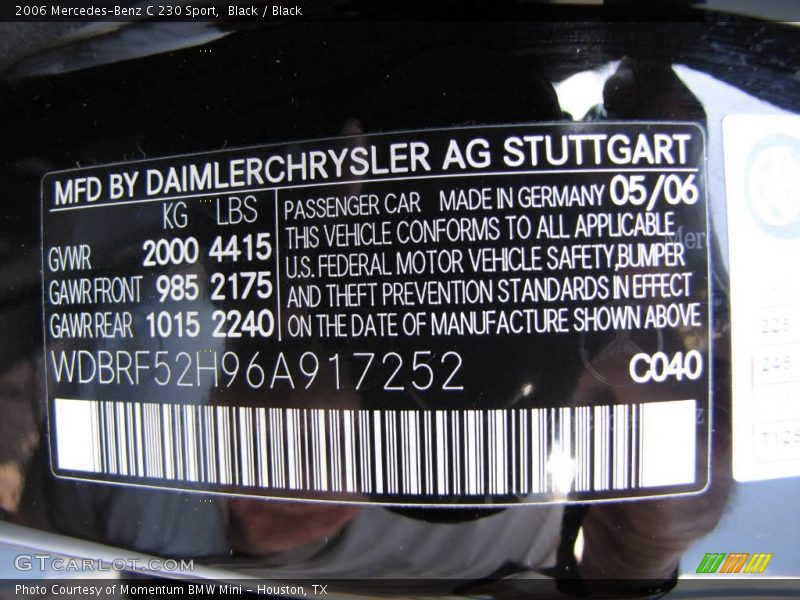 2006 Mercedes-Benz C 230 Sport, Black / Black
MFD BY DAIMLERCHRYSLER AG STUTTGART
KG LBS
GVWR 2000 4415
GAWR FRONT 985 2175
GAWR REAR 1015 2240
PASSENGER CAR MADE IN GERMANY 05/06
THIS VEHICLE CONFORMS TO ALL APPLICABLE
U.S. FEDERAL MOTOR VEHICLE SAFETY,BUMPER
AND THEFT PREVENTION STANDARDS IN EFFECT
ON THE DATE OF MANUFACTURE SHOWN ABOVE
WDBRF52H96A917252
C040
GTCARLOT.COM
Photo Courtesy of Momentum BMW Mini - Houston, TX